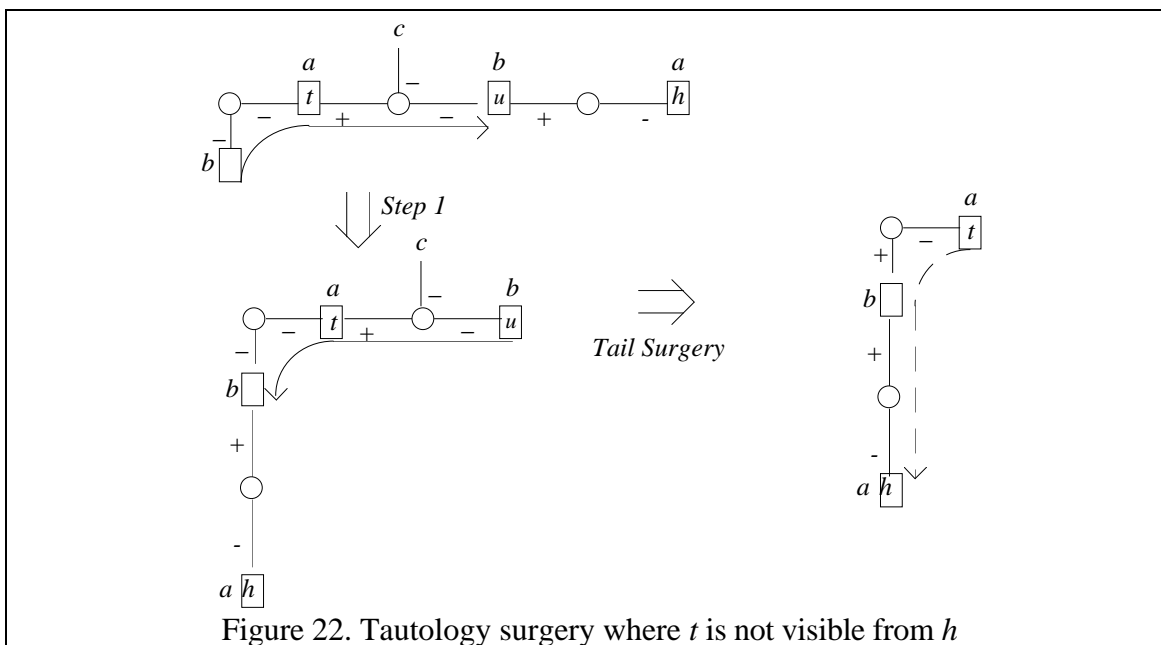 c
a b a
t – – u h
– + – + -
–
b
Step 1
c
a
a b t
– – +
t – + – u b
–
b +
Tail Surgery
+
-
a h
-
a h
Figure 22. Tautology surgery where t is not visible from h